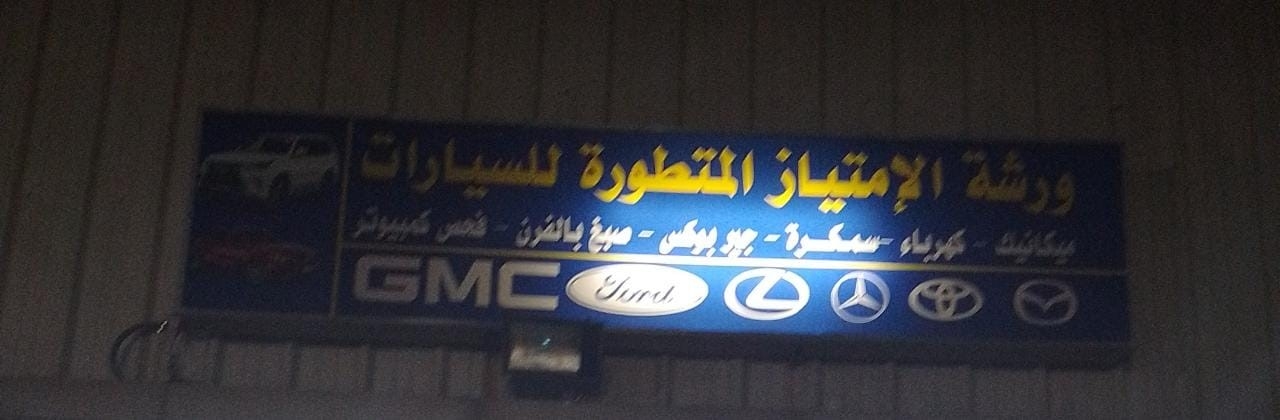 ورشة الإمتياز المتطورة للسيارات
ميكانيك - كهرباء - سمكرة - جير بوكس - صبغ بالفرن - فحص كمبيوتر
GMC Ford